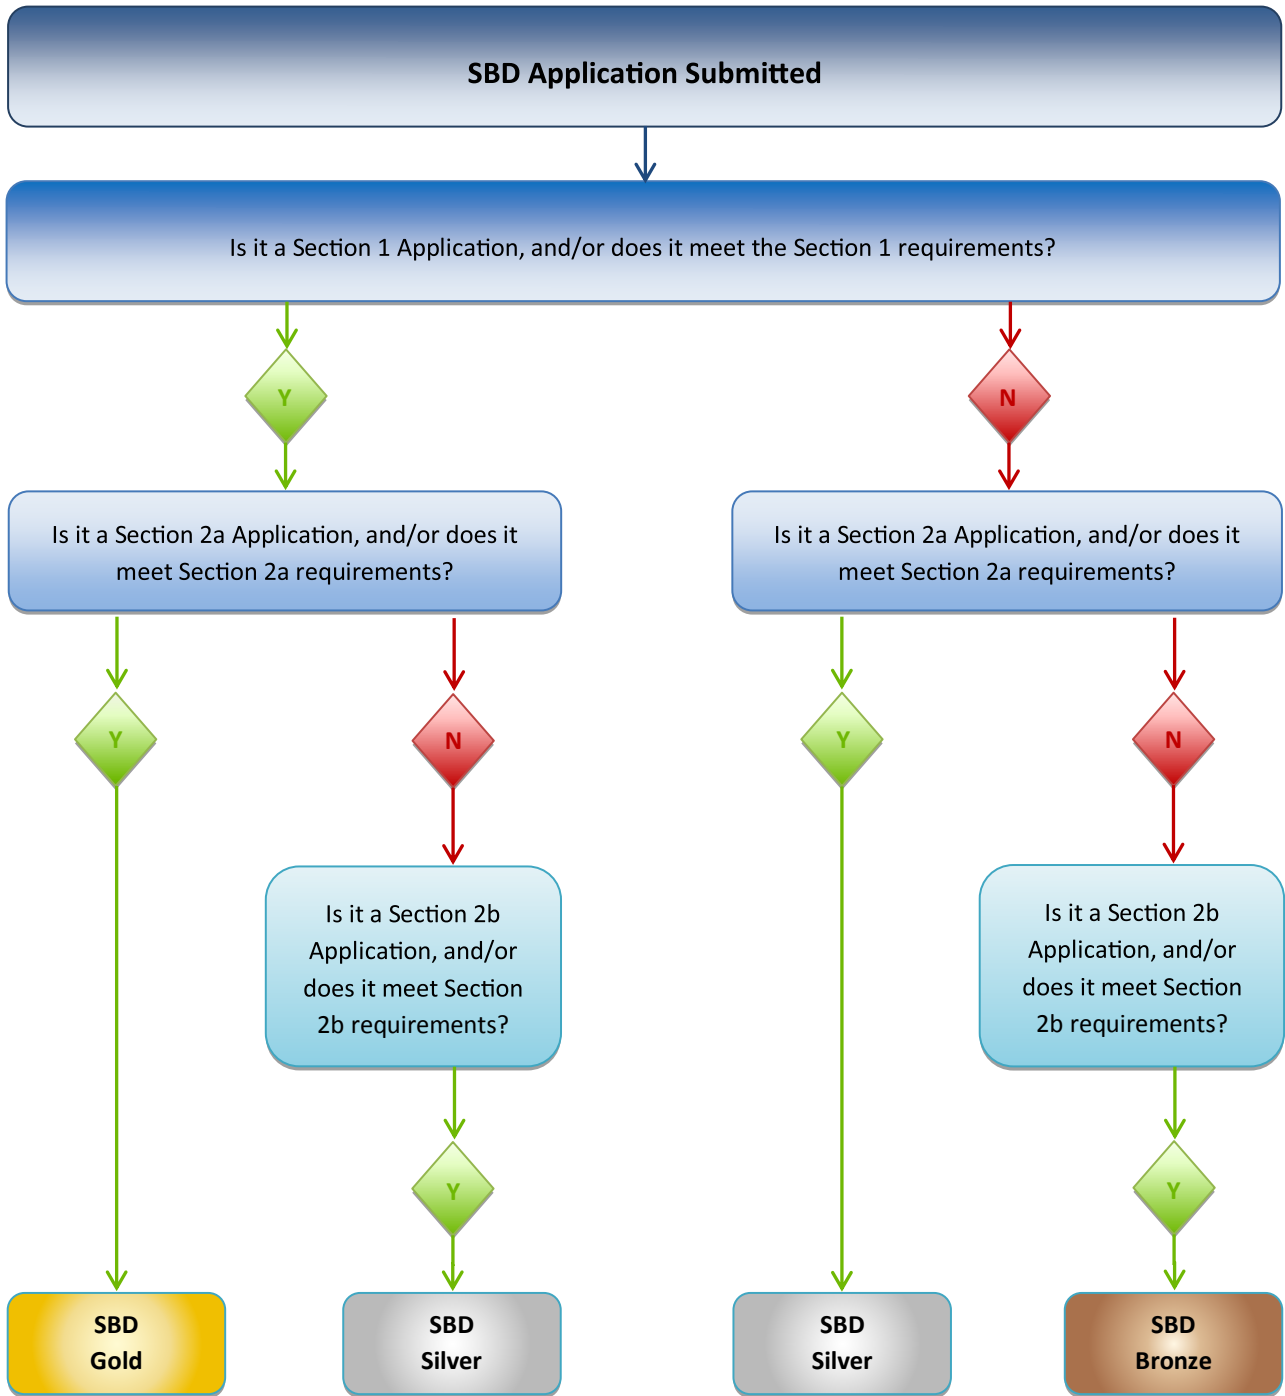 SBD Application Submitted
Is it a Section 1 Application, and/or does it meet the Section 1 requirements?
Y
N
Is it a Section 2a Application, and/or does it
meet Section 2a requirements?
Is it a Section 2a Application, and/or does it
meet Section 2a requirements?
Y
N
Y
N
Is it a Section 2b
Application, and/or
does it meet Section
2b requirements?
Is it a Section 2b
Application, and/or
does it meet Section
2b requirements?
Y
Y
SBD
Gold
SBD
Silver
SBD
Silver
SBD
Bronze